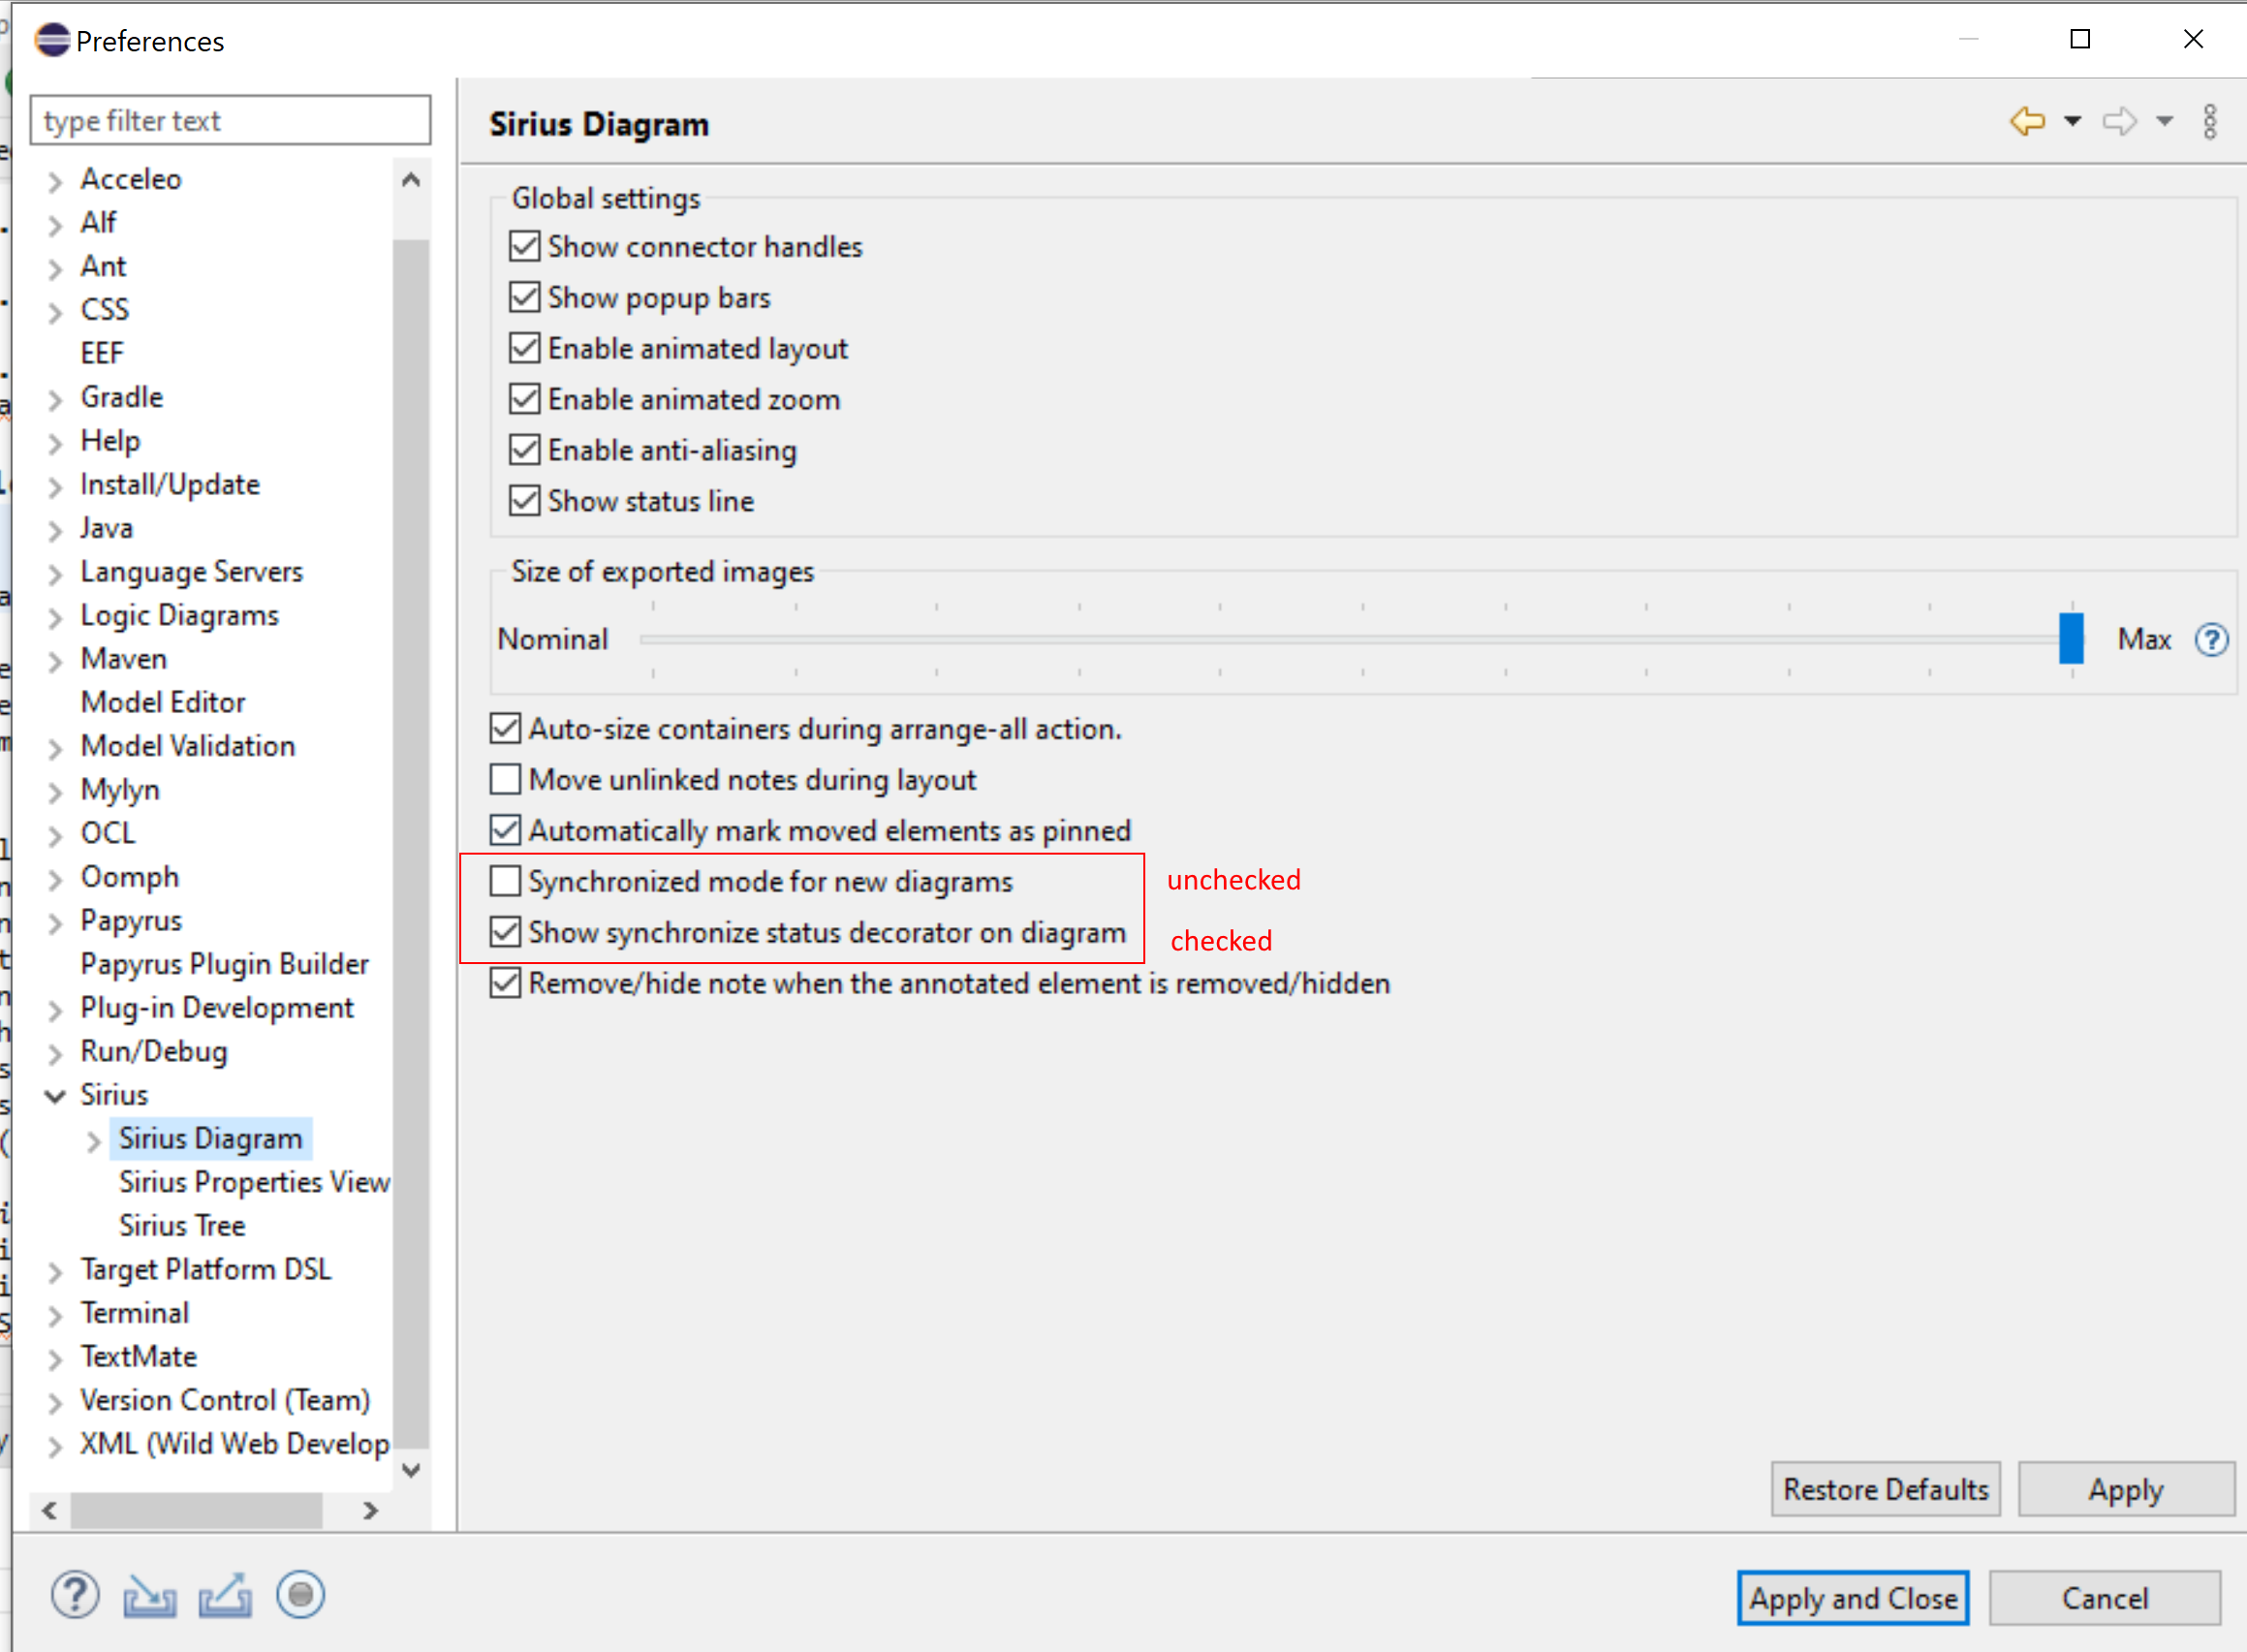 Preferences
type filter text
Acceleo
Alf
Ant
CSS
EEF
Gradle
Help
Install/Update
Java
Language Servers
Logic Diagrams
Maven
Model Editor
Model Validation
Mylyn
OCL
Oomph
Papyrus
Papyrus Plugin Builder
Plug-in Development
Run/Debug
Sirius
Sirius Diagram
Sirius Properties View
Sirius Tree
Target Platform DSL
Terminal
TextMate
Version Control (Team)
XML (Wild Web Develop
Sirius Diagram
Global settings
Show connector handles
Show popup bars
Enable animated layout
Enable animated zoom
Enable anti-aliasing
Show status line
Size of exported images
Nominal Max
Auto-size containers during arrange-all action.
Move unlinked notes during layout
Automatically mark moved elements as pinned
Synchronized mode for new diagrams unchecked
Show synchronize status decorator on diagram checked
Remove/hide note when the annotated element is removed/hidden
Restore Defaults Apply
Apply and Close Cancel